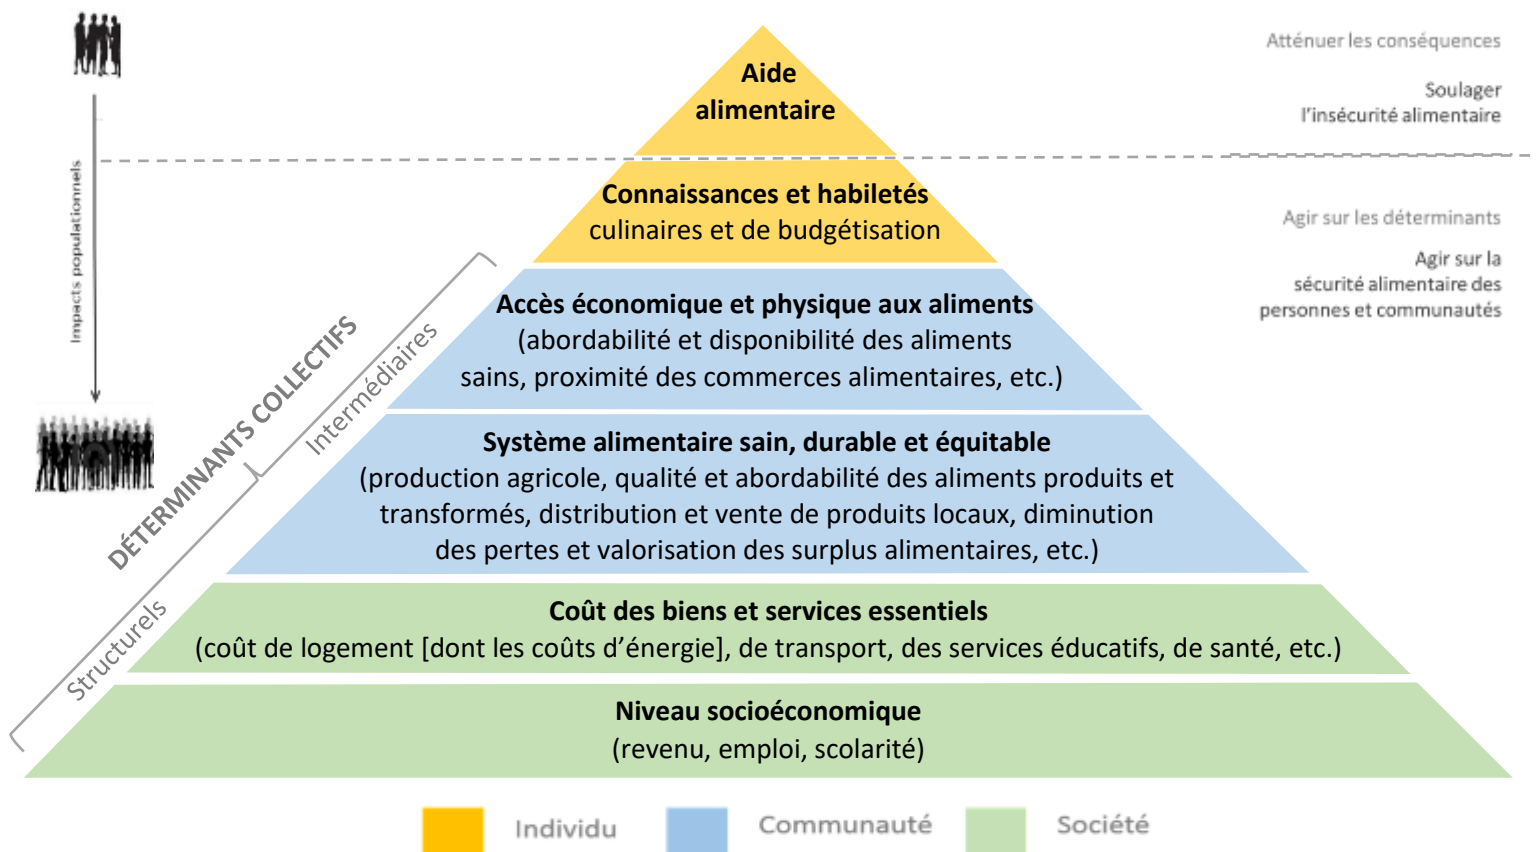 Atténuer les conséquences
Soulager
l'insécurité alimentaire
Aide
alimentaire
Impacts populationnels
Connaissances et habiletés
culinaires et de budgétisation
Agir sur les déterminants
Agir sur la
sécurité alimentaire des
personnes et communautés
DÉTERMINANTS COLLECTIFS
Intermédiaires
Structurels
Accès économique et physique aux aliments
(abordabilité et disponibilité des aliments
sains, proximité des commerces alimentaires, etc.)
Système alimentaire sain, durable et équitable
(production agricole, qualité et abordabilité des aliments produits et
transformés, distribution et vente de produits locaux, diminution
des pertes et valorisation des surplus alimentaires, etc.)
Coût des biens et services essentiels
(coût de logement [dont les coûts d'énergie], de transport, des services éducatifs, de santé, etc.)
Niveau socioéconomique
(revenu, emploi, scolarité)
Individu
Communauté
Société